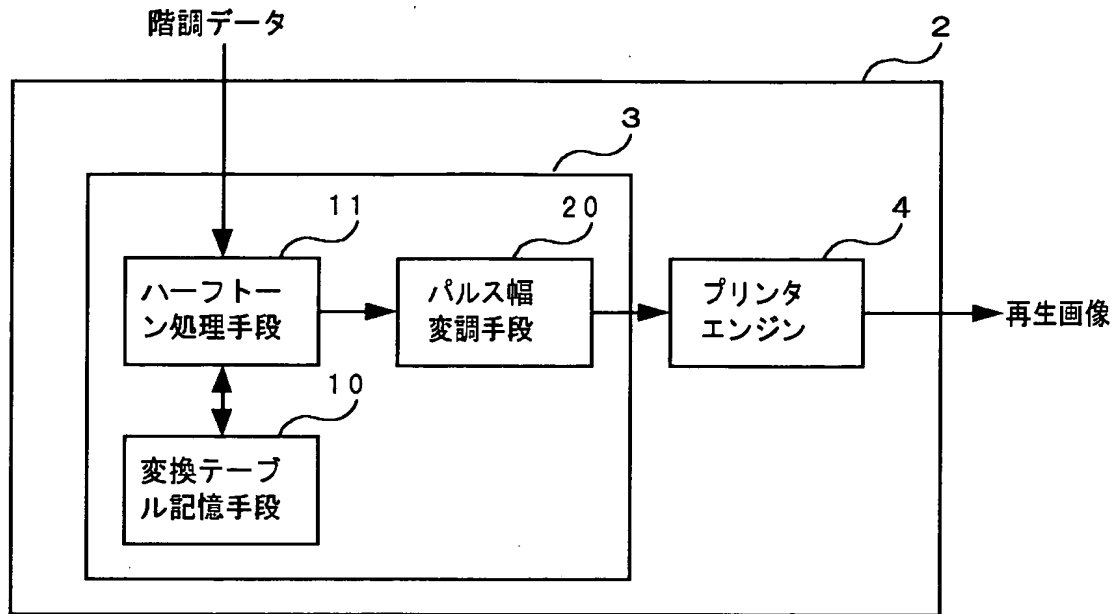 階調データ
2
3
11
20
4
ハーフトー
ン処理手段
パルス幅
変調手段
プリンタ
エンジン
再生画像
10
変換テーブ
ル記憶手段